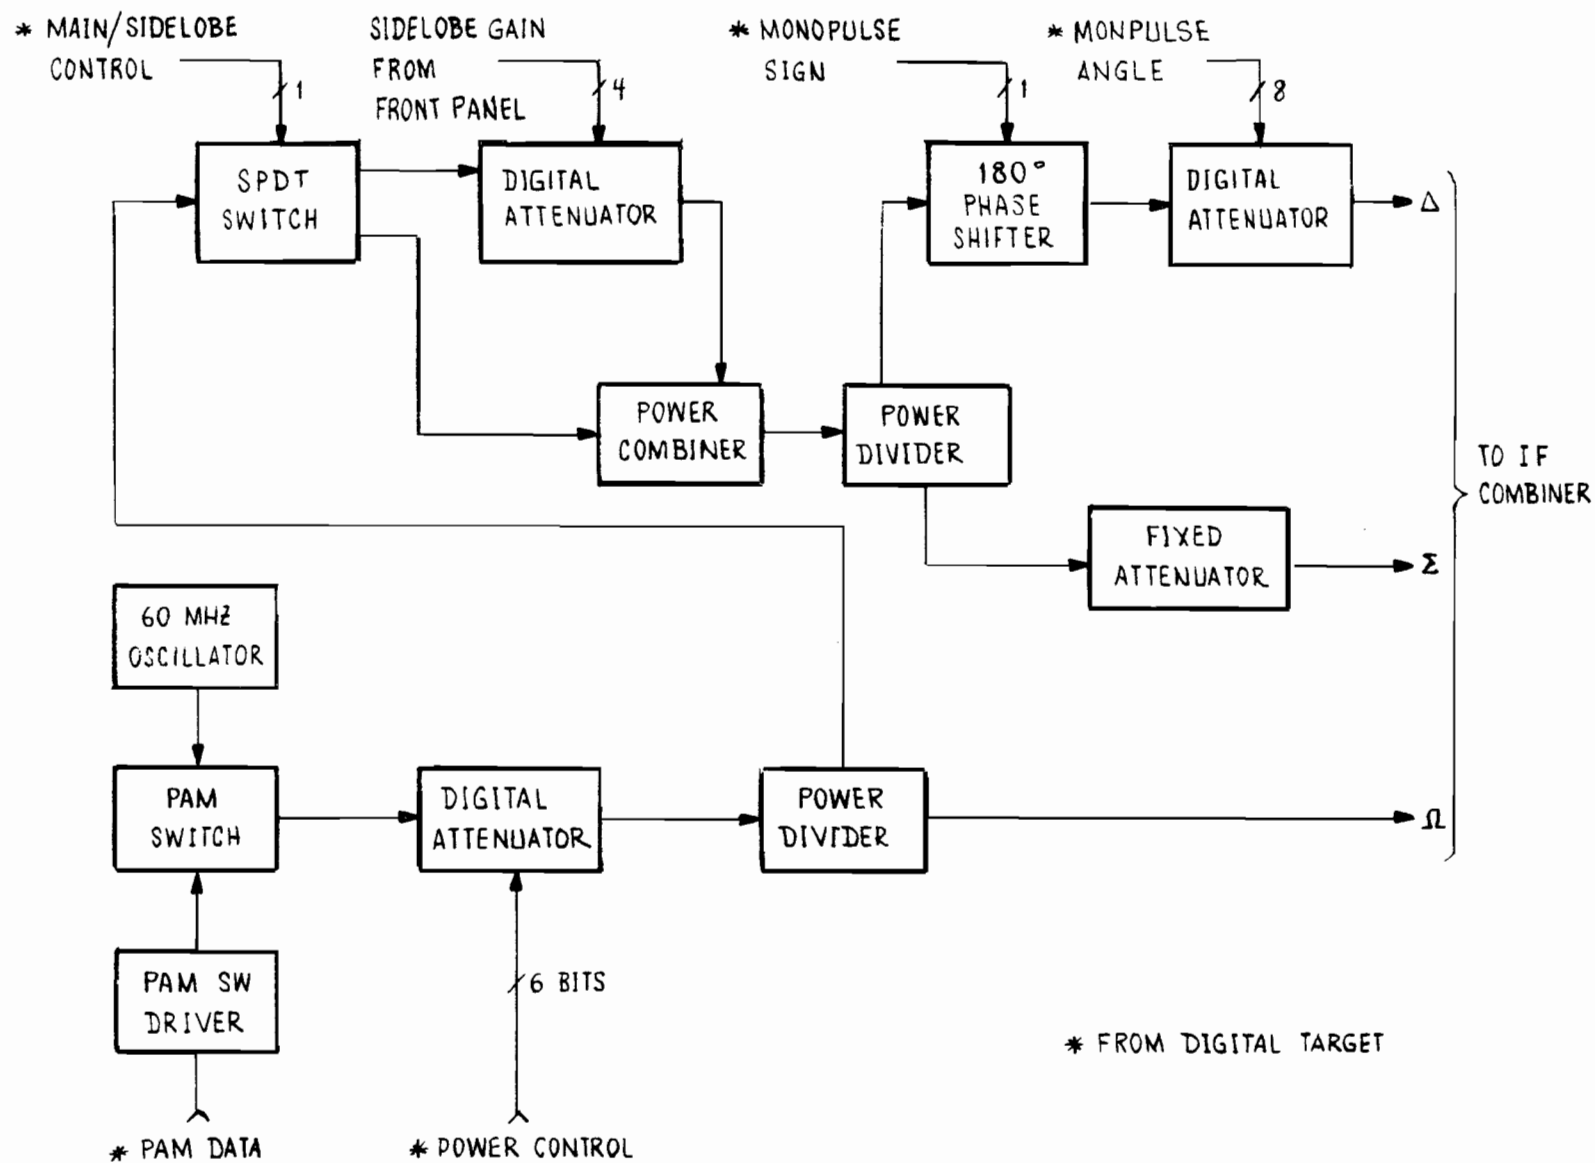 * MAIN/SIDELOBE
CONTROL
1
SIDELOBE GAIN
FROM
FRONT PANEL
4
* MONOPULSE
SIGN
1
* MONPULSE
ANGLE
8
SPDT
SWITCH
DIGITAL
ATTENUATOR
180°
PHASE
SHIFTER
DIGITAL
ATTENUATOR
Δ
POWER
COMBINER
POWER
DIVIDER
TO IF
COMBINER
FIXED
ATTENUATOR
Σ
60 MHZ
OSCILLATOR
PAM
SWITCH
DIGITAL
ATTENUATOR
POWER
DIVIDER
Ω
PAM SW
DRIVER
6 BITS
* FROM DIGITAL TARGET
* PAM DATA
* POWER CONTROL